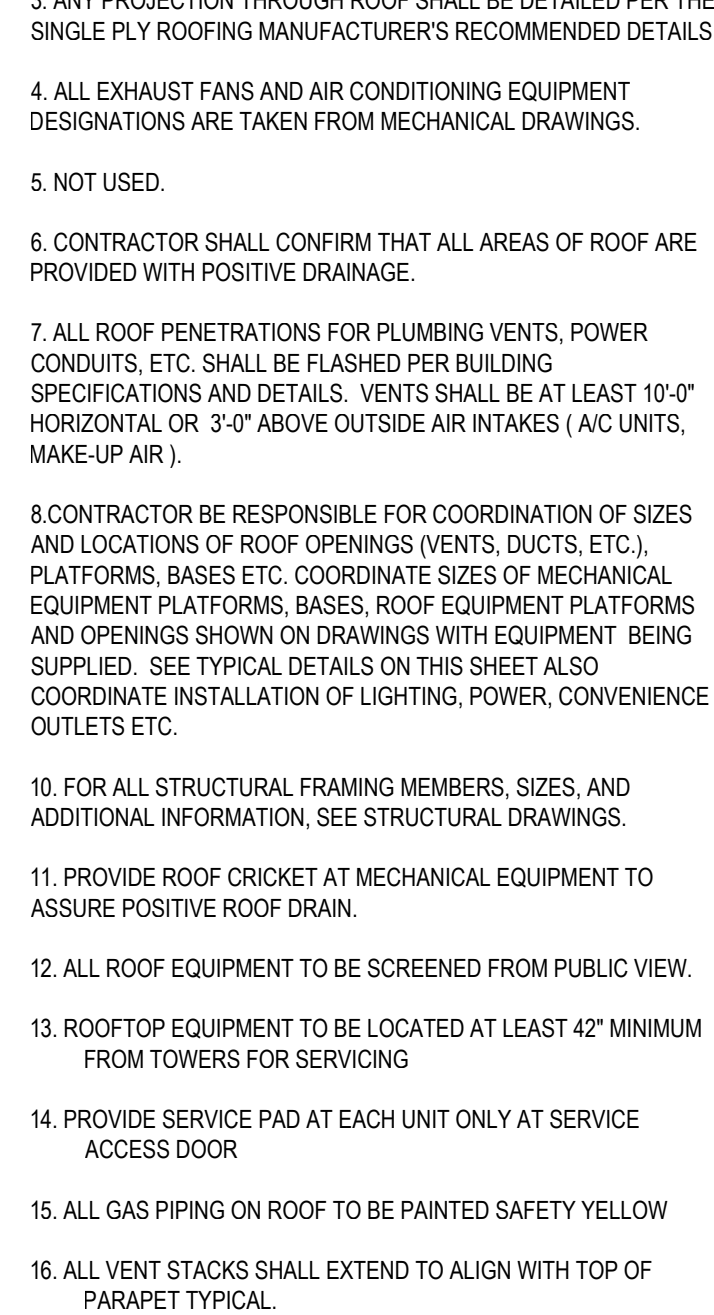 3. ANY PROJECTION THROUGH ROOF SHALL BE DETAILED PER THE
SINGLE PLY ROOFING MANUFACTURER'S RECOMMENDED DETAILS
4. ALL EXHAUST FANS AND AIR CONDITIONING EQUIPMENT
DESIGNATIONS ARE TAKEN FROM MECHANICAL DRAWINGS.
5. NOT USED.
6. CONTRACTOR SHALL CONFIRM THAT ALL AREAS OF ROOF ARE
PROVIDED WITH POSITIVE DRAINAGE.
7. ALL ROOF PENETRATIONS FOR PLUMBING VENTS, POWER
CONDUITS, ETC. SHALL BE FLASHED PER BUILDING
SPECIFICATIONS AND DETAILS.  VENTS SHALL BE AT LEAST 10'-0"
HORIZONTAL OR  3'-0" ABOVE OUTSIDE AIR INTAKES ( A/C UNITS,
MAKE-UP AIR ).
8.CONTRACTOR BE RESPONSIBLE FOR COORDINATION OF SIZES
AND LOCATIONS OF ROOF OPENINGS (VENTS, DUCTS, ETC.),
PLATFORMS, BASES ETC. COORDINATE SIZES OF MECHANICAL
EQUIPMENT PLATFORMS, BASES, ROOF EQUIPMENT PLATFORMS
AND OPENINGS SHOWN ON DRAWINGS WITH EQUIPMENT  BEING
SUPPLIED.  SEE TYPICAL DETAILS ON THIS SHEET ALSO
COORDINATE INSTALLATION OF LIGHTING, POWER, CONVENIENCE
OUTLETS ETC.
10. FOR ALL STRUCTURAL FRAMING MEMBERS, SIZES, AND
ADDITIONAL INFORMATION, SEE STRUCTURAL DRAWINGS.
11. PROVIDE ROOF CRICKET AT MECHANICAL EQUIPMENT TO
ASSURE POSITIVE ROOF DRAIN.
12. ALL ROOF EQUIPMENT TO BE SCREENED FROM PUBLIC VIEW.
13. ROOFTOP EQUIPMENT TO BE LOCATED AT LEAST 42" MINIMUM
FROM TOWERS FOR SERVICING
14. PROVIDE SERVICE PAD AT EACH UNIT ONLY AT SERVICE
ACCESS DOOR
15. ALL GAS PIPING ON ROOF TO BE PAINTED SAFETY YELLOW
16. ALL VENT STACKS SHALL EXTEND TO ALIGN WITH TOP OF
PARAPET TYPICAL.